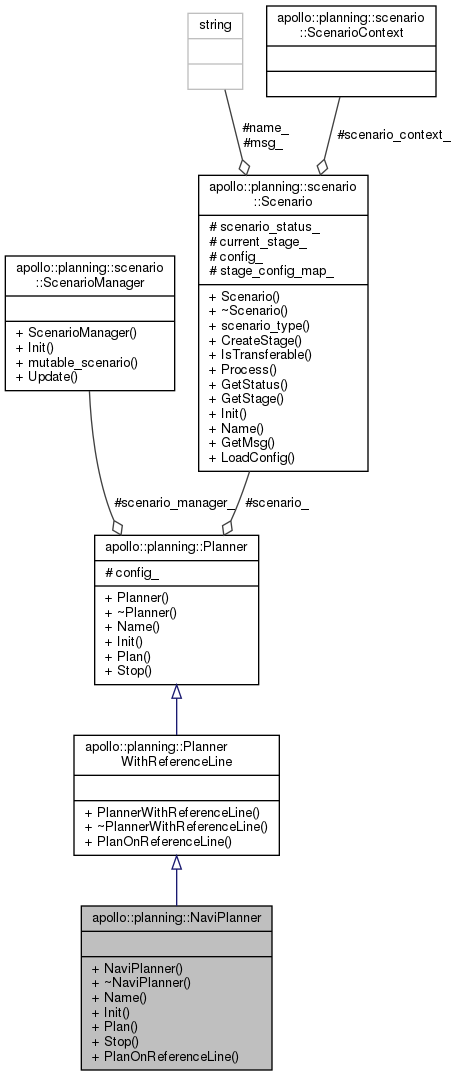 string
apollo::planning::scenario
::ScenarioContext
#name_
#msg_
#scenario_context_
apollo::planning::scenario
::Scenario
# scenario_status_
# current_stage_
# config_
# stage_config_map_
+ Scenario()
+ ~Scenario()
+ scenario_type()
+ CreateStage()
+ IsTransferable()
+ Process()
+ GetStatus()
+ GetStage()
+ Init()
+ Name()
+ GetMsg()
+ LoadConfig()
apollo::planning::scenario
::ScenarioManager
+ ScenarioManager()
+ Init()
+ mutable_scenario()
+ Update()
#scenario_manager_
#scenario_
apollo::planning::Planner
# config_
+ Planner()
+ ~Planner()
+ Name()
+ Init()
+ Plan()
+ Stop()
apollo::planning::Planner
WithReferenceLine
+ PlannerWithReferenceLine()
+ ~PlannerWithReferenceLine()
+ PlanOnReferenceLine()
apollo::planning::NaviPlanner
+ NaviPlanner()
+ ~NaviPlanner()
+ Name()
+ Init()
+ Plan()
+ Stop()
+ PlanOnReferenceLine()